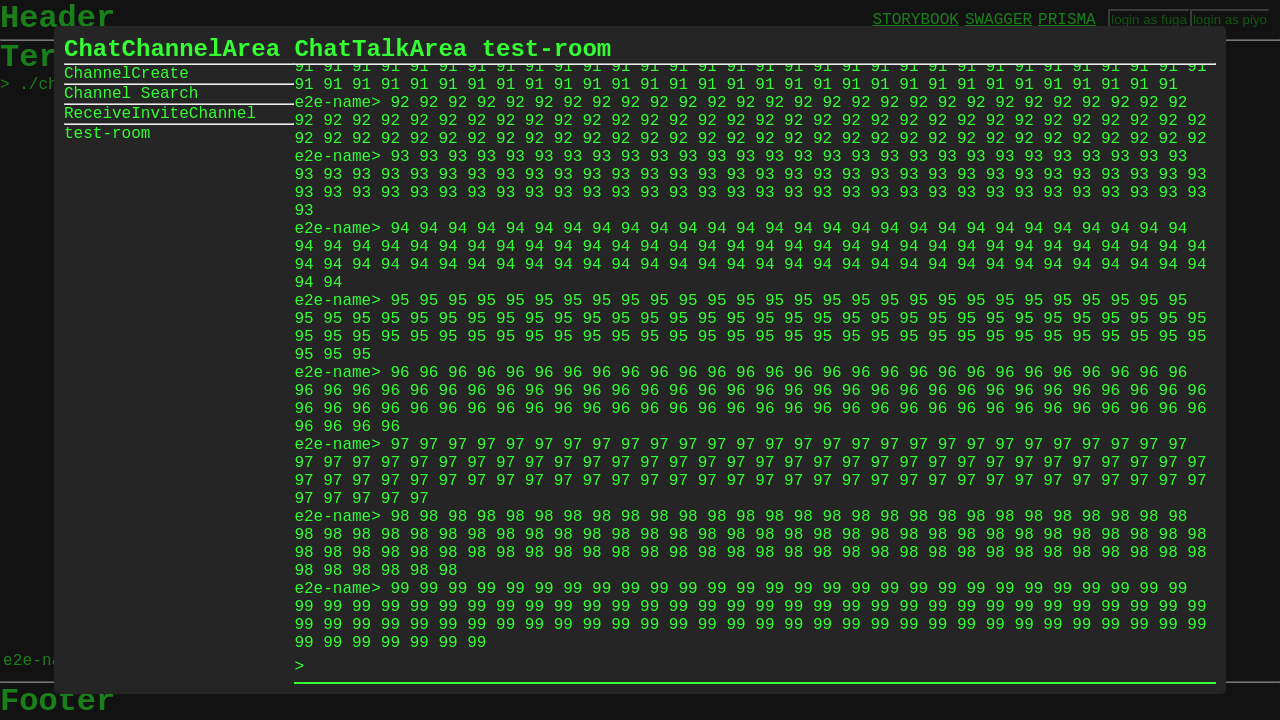 Header
STORYBOOK SWAGGER PRISMA login as fuga login as piyo
Ter
> ./ch
ChatChannelArea
ChannelCreate
Channel Search
ReceiveInviteChannel
test-room
ChatTalkArea test-room
91 91 91 91 91 91 91 91 91 91 91 91 91 91 91 91 91 91 91 91 91 91 91 91 91 91 91 91 91 91 91 91
91 91 91 91 91 91 91 91 91 91 91 91 91 91 91 91 91 91 91 91 91 91 91 91 91 91 91 91 91 91 91
e2e-name> 92 92 92 92 92 92 92 92 92 92 92 92 92 92 92 92 92 92 92 92 92 92 92 92 92 92 92 92
92 92 92 92 92 92 92 92 92 92 92 92 92 92 92 92 92 92 92 92 92 92 92 92 92 92 92 92 92 92 92 92
92 92 92 92 92 92 92 92 92 92 92 92 92 92 92 92 92 92 92 92 92 92 92 92 92 92 92 92 92 92 92 92
e2e-name> 93 93 93 93 93 93 93 93 93 93 93 93 93 93 93 93 93 93 93 93 93 93 93 93 93 93 93 93
93 93 93 93 93 93 93 93 93 93 93 93 93 93 93 93 93 93 93 93 93 93 93 93 93 93 93 93 93 93 93 93
93 93 93 93 93 93 93 93 93 93 93 93 93 93 93 93 93 93 93 93 93 93 93 93 93 93 93 93 93 93 93 93
93
e2e-name> 94 94 94 94 94 94 94 94 94 94 94 94 94 94 94 94 94 94 94 94 94 94 94 94 94 94 94 94
94 94 94 94 94 94 94 94 94 94 94 94 94 94 94 94 94 94 94 94 94 94 94 94 94 94 94 94 94 94 94 94
94 94 94 94 94 94 94 94 94 94 94 94 94 94 94 94 94 94 94 94 94 94 94 94 94 94 94 94 94 94 94 94
94 94
e2e-name> 95 95 95 95 95 95 95 95 95 95 95 95 95 95 95 95 95 95 95 95 95 95 95 95 95 95 95 95
95 95 95 95 95 95 95 95 95 95 95 95 95 95 95 95 95 95 95 95 95 95 95 95 95 95 95 95 95 95 95 95
95 95 95 95 95 95 95 95 95 95 95 95 95 95 95 95 95 95 95 95 95 95 95 95 95 95 95 95 95 95 95 95
95 95 95
e2e-name> 96 96 96 96 96 96 96 96 96 96 96 96 96 96 96 96 96 96 96 96 96 96 96 96 96 96 96 96
96 96 96 96 96 96 96 96 96 96 96 96 96 96 96 96 96 96 96 96 96 96 96 96 96 96 96 96 96 96 96 96
96 96 96 96 96 96 96 96 96 96 96 96 96 96 96 96 96 96 96 96 96 96 96 96 96 96 96 96 96 96 96 96
96 96 96 96
e2e-name> 97 97 97 97 97 97 97 97 97 97 97 97 97 97 97 97 97 97 97 97 97 97 97 97 97 97 97 97
97 97 97 97 97 97 97 97 97 97 97 97 97 97 97 97 97 97 97 97 97 97 97 97 97 97 97 97 97 97 97 97
97 97 97 97 97 97 97 97 97 97 97 97 97 97 97 97 97 97 97 97 97 97 97 97 97 97 97 97 97 97 97 97
97 97 97 97 97
e2e-name> 98 98 98 98 98 98 98 98 98 98 98 98 98 98 98 98 98 98 98 98 98 98 98 98 98 98 98 98
98 98 98 98 98 98 98 98 98 98 98 98 98 98 98 98 98 98 98 98 98 98 98 98 98 98 98 98 98 98 98 98
98 98 98 98 98 98 98 98 98 98 98 98 98 98 98 98 98 98 98 98 98 98 98 98 98 98 98 98 98 98 98 98
98 98 98 98 98 98
e2e-name> 99 99 99 99 99 99 99 99 99 99 99 99 99 99 99 99 99 99 99 99 99 99 99 99 99 99 99 99
99 99 99 99 99 99 99 99 99 99 99 99 99 99 99 99 99 99 99 99 99 99 99 99 99 99 99 99 99 99 99 99
99 99 99 99 99 99 99 99 99 99 99 99 99 99 99 99 99 99 99 99 99 99 99 99 99 99 99 99 99 99 99 99
99 99 99 99 99 99 99
>
e2e-na
Footer